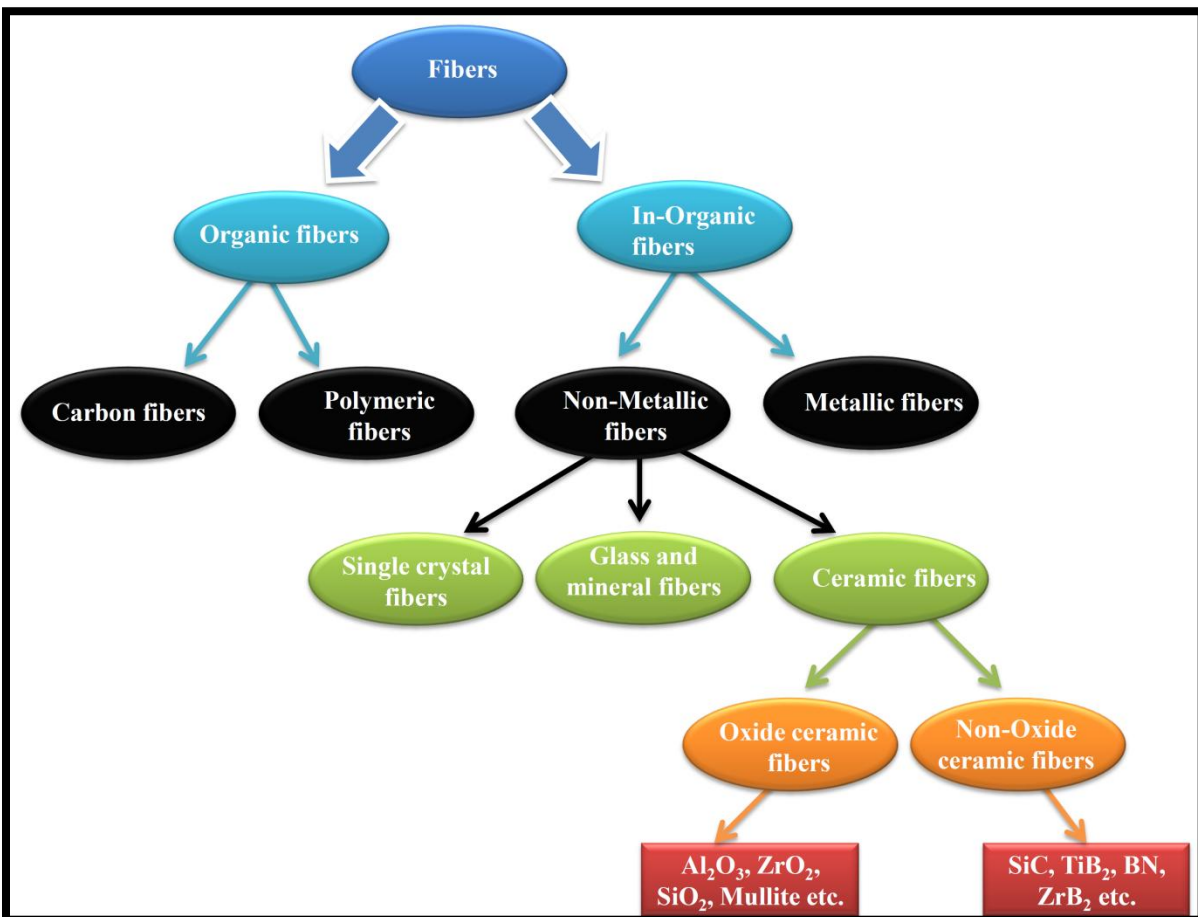 Fibers
Organic fibers
In-Organic
fibers
Carbon fibers
Polymeric
fibers
Non-Metallic
fibers
Metallic fibers
Single crystal
fibers
Glass and
mineral fibers
Ceramic fibers
Oxide ceramic
fibers
Non-Oxide
ceramic fibers
Al₂O₃, ZrO₂,
SiO₂, Mullite etc.
SiC, TiB₂, BN,
ZrB₂ etc.